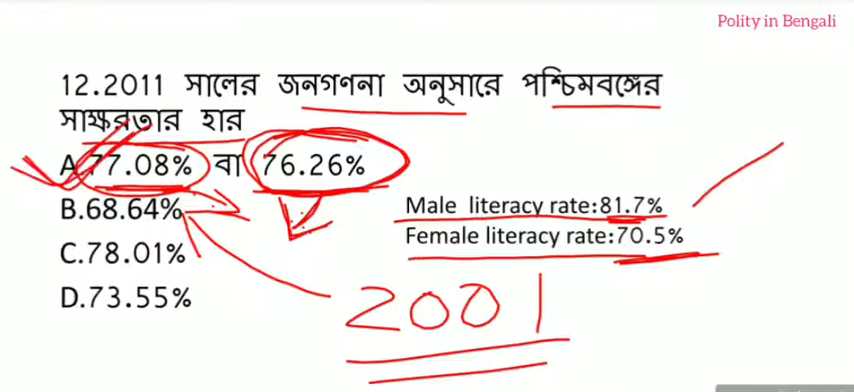 Polity in Bengali
12.2011 সালের জনগণনা অনুসারে পশ্চিমবঙ্গের
সাক্ষরতার হার
A.77.08% বা 76.26%
B.68.64%
Male literacy rate:81.7%
Female literacy rate:70.5%
C.78.01%
D.73.55%
2001